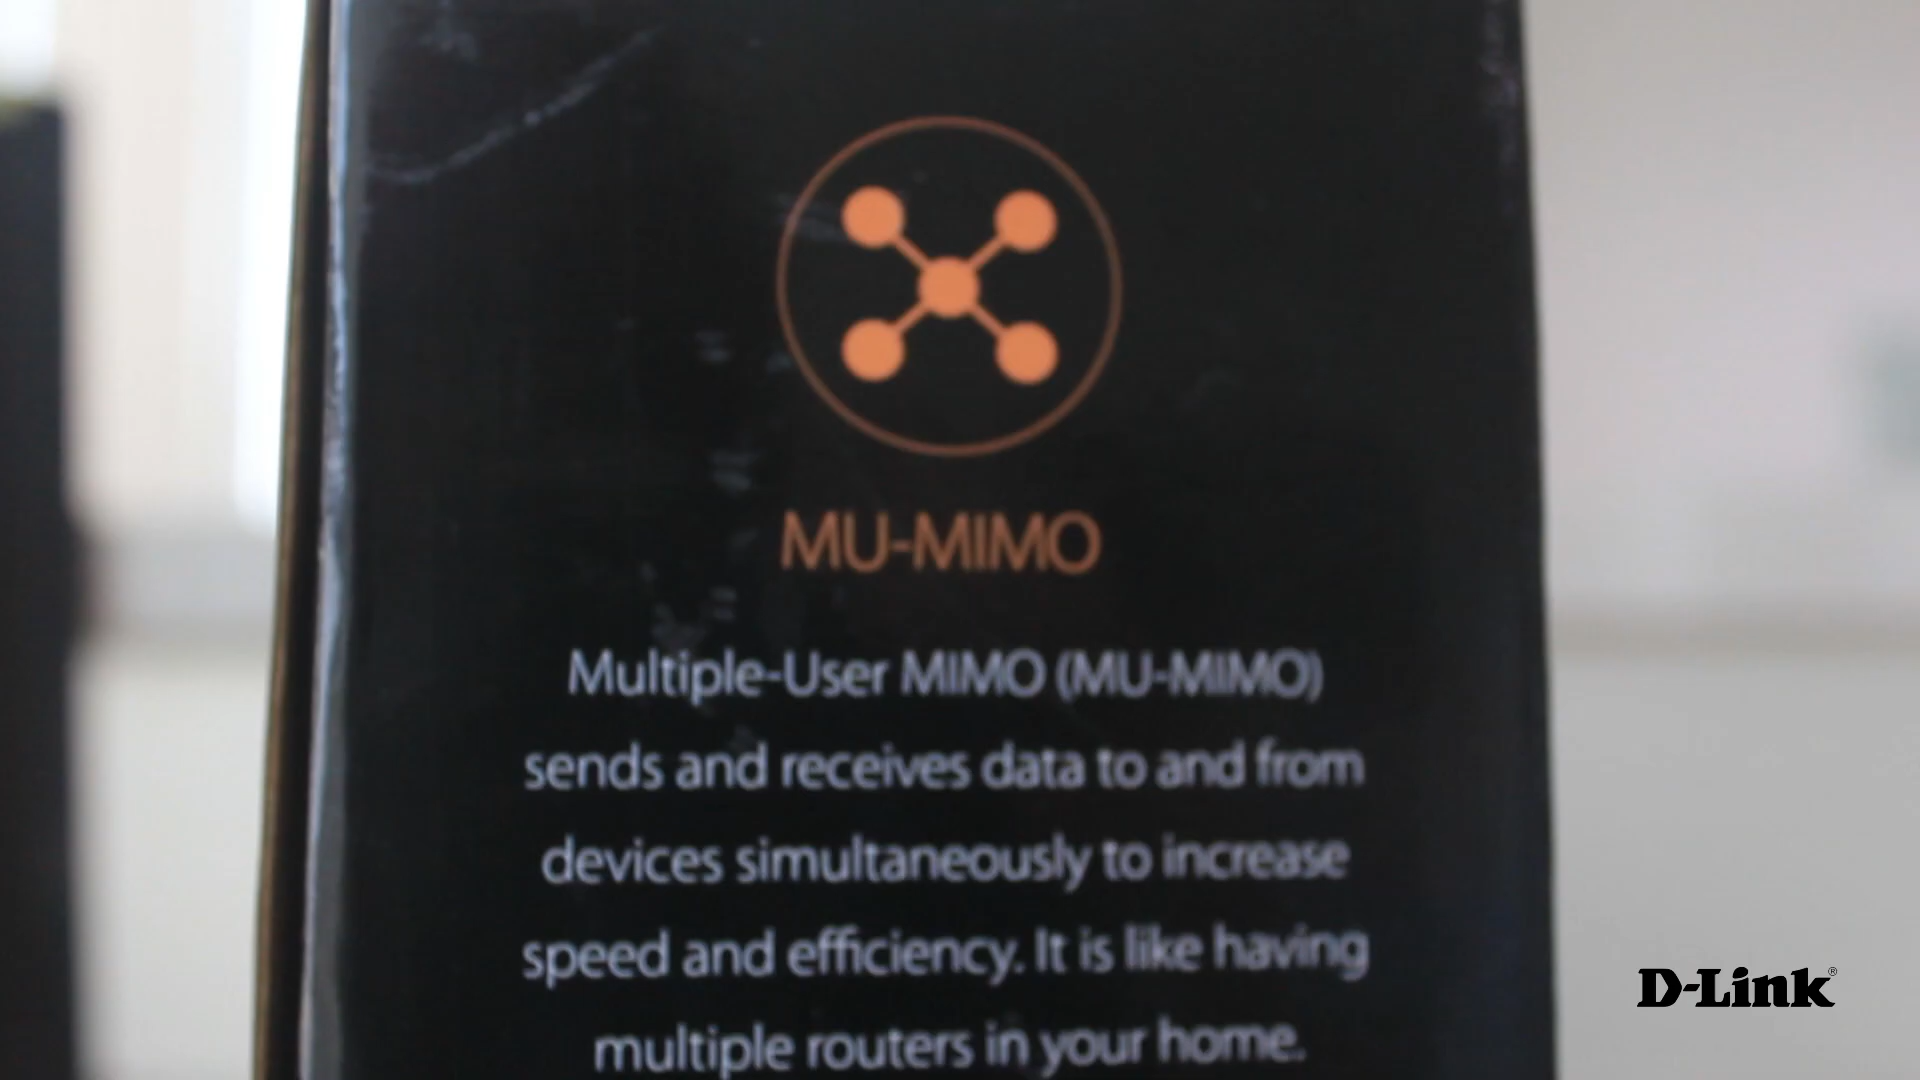 MU-MIMO
Multiple-User MIMO (MU-MIMO)
sends and receives data to and from
devices simultaneously to increase
speed and efficiency. It is like having
multiple routers in your home.
D-Link®